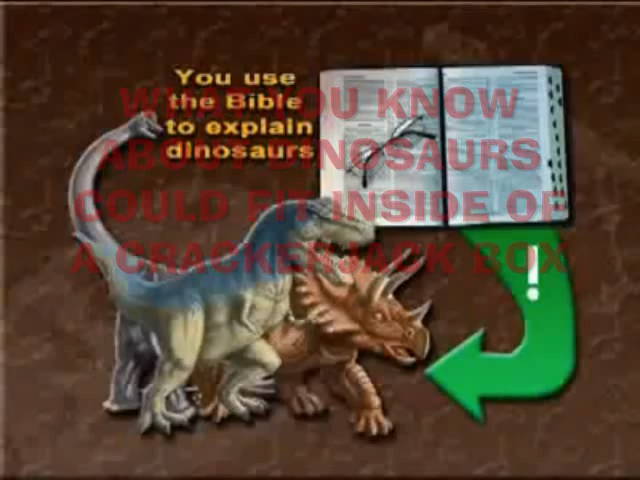 You use
the Bible
to explain
dinosaurs
WHAT YOU KNOW
ABOUT DINOSAURS
COULD FIT INSIDE OF
A CRACKERJACK BOX
!